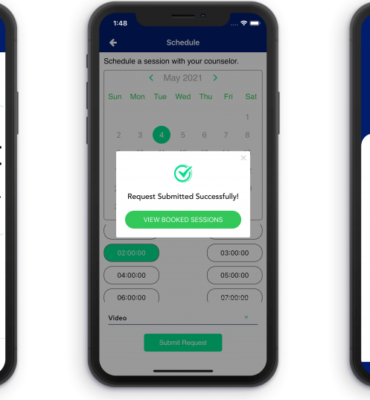 1:48
Schedule
Schedule a session with your counselor.
May 2021
Sun Mon Tue Wed Thu Fri Sat
1
2 3 4 5 6 7 8
Request Submitted Successfully!
VIEW BOOKED SESSIONS
02:00:00 03:00:00
04:00:00 05:00:00
06:00:00 07:00:00
Video
Submit Request